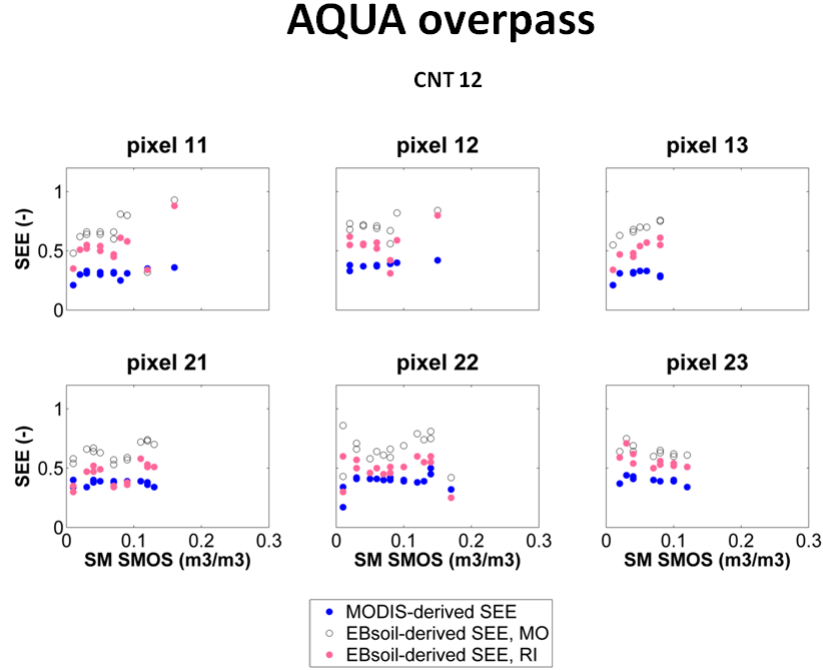 AQUA overpass
CNT 12
pixel 11
pixel 12
pixel 13
1
0.5
0
SEE (-)
pixel 21
pixel 22
pixel 23
1
0.5
0
SEE (-)
0 0.1 0.2 0.3
0 0.1 0.2 0.3
0 0.1 0.2 0.3
SM SMOS (m3/m3)
SM SMOS (m3/m3)
SM SMOS (m3/m3)
MODIS-derived SEE
EBsoil-derived SEE, MO
EBsoil-derived SEE, RI